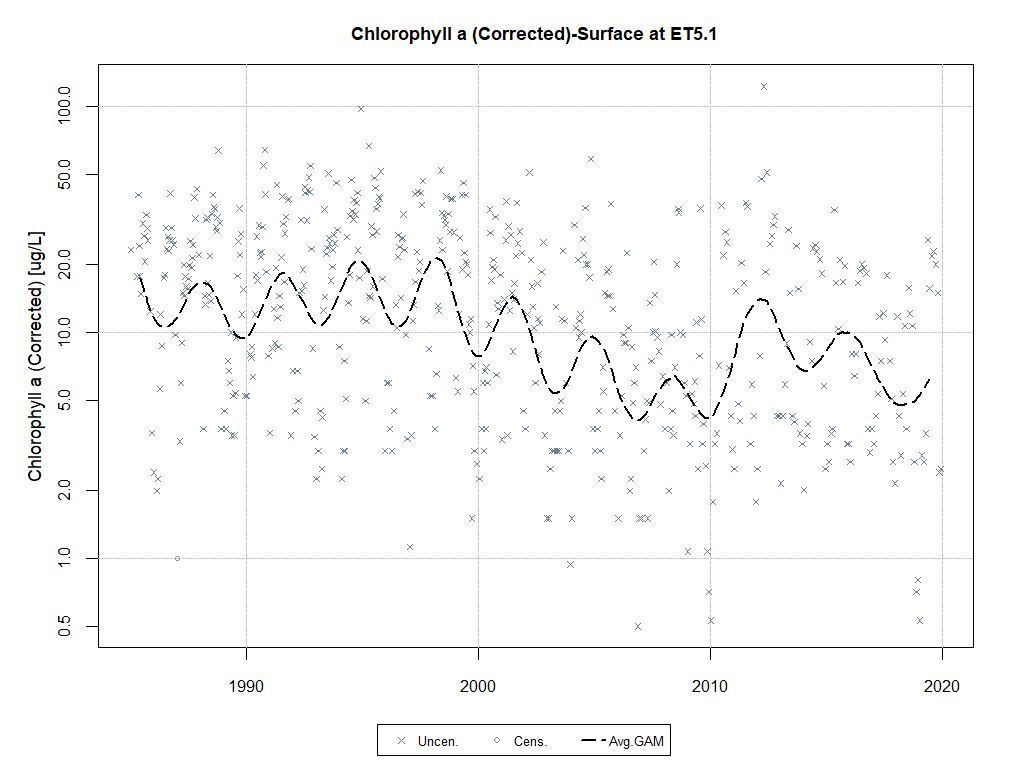 Chlorophyll a (Corrected)-Surface at ET5.1
Chlorophyll a (Corrected) [ug/L]
100.0
50.0
20.0
10.0
5.0
2.0
1.0
0.5
1990 2000 2010 2020
Uncen. Cens. Avg.GAM